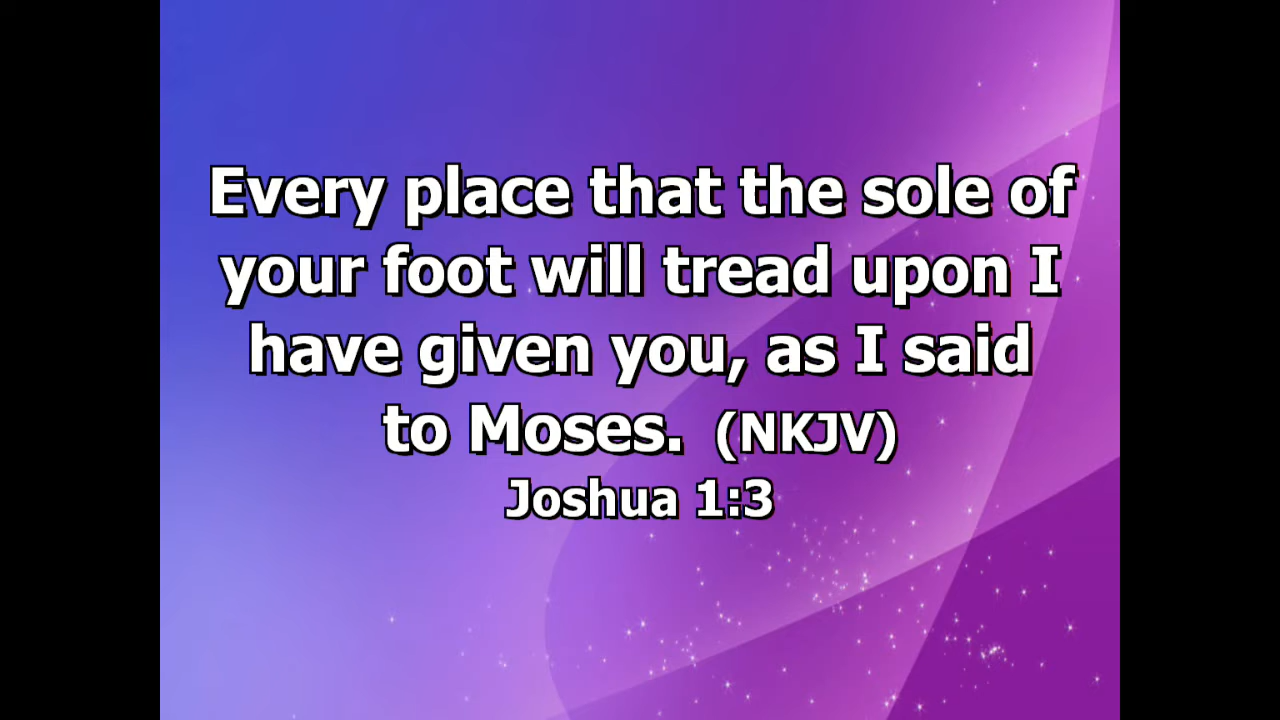 Every place that the sole of
your foot will tread upon I
have given you, as I said
to Moses. (NKJV)
Joshua 1:3